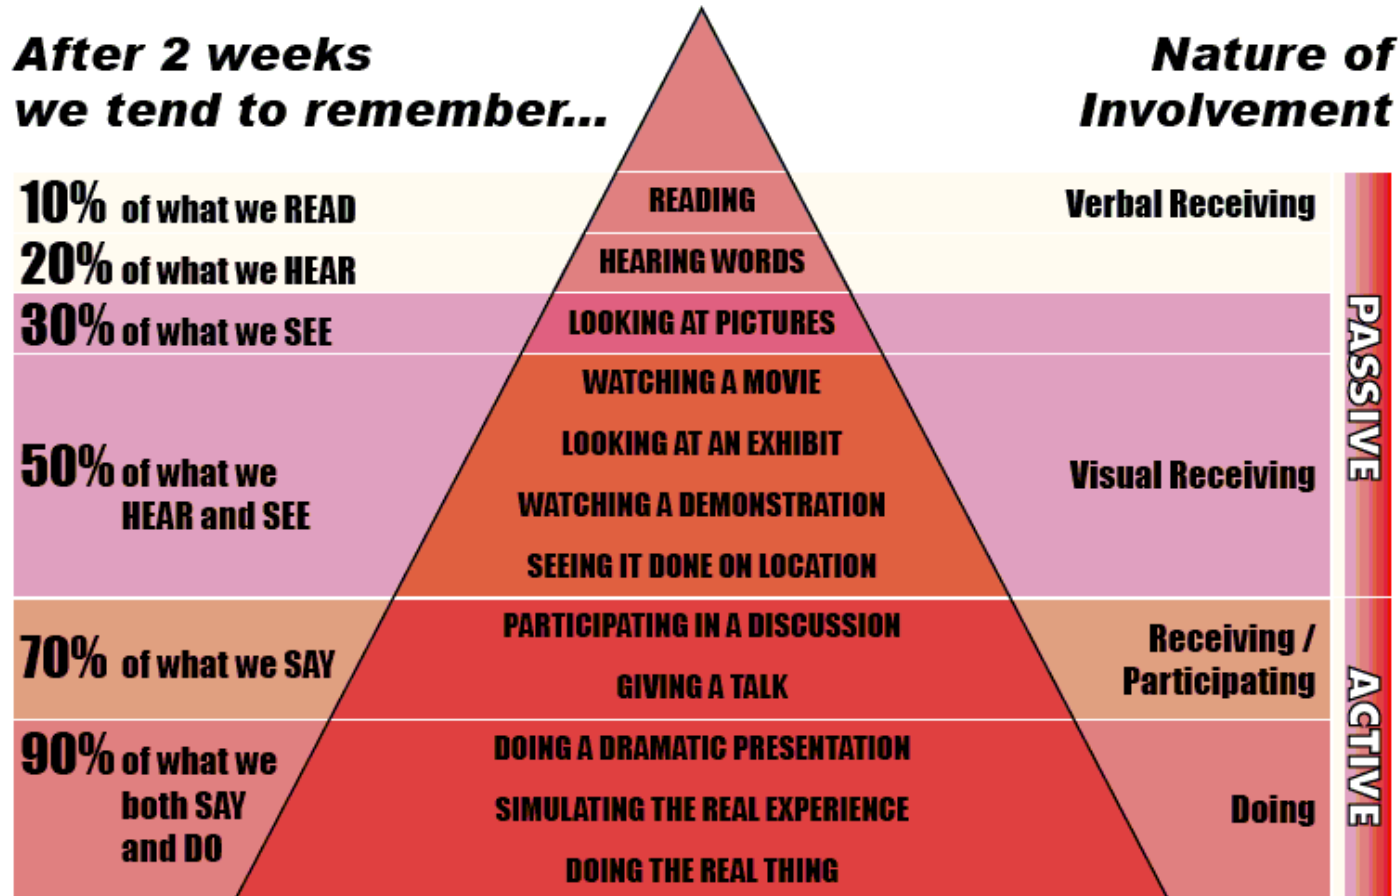 After 2 weeks
we tend to remember...
Nature of
Involvement
10% of what we READ
READING
Verbal Receiving
20% of what we HEAR
HEARING WORDS
30% of what we SEE
LOOKING AT PICTURES
50% of what we
HEAR and SEE
WATCHING A MOVIE
LOOKING AT AN EXHIBIT
WATCHING A DEMONSTRATION
SEEING IT DONE ON LOCATION
Visual Receiving
PASSIVE
70% of what we SAY
PARTICIPATING IN A DISCUSSION
GIVING A TALK
Receiving /
Participating
90% of what we
both SAY
and DO
DOING A DRAMATIC PRESENTATION
SIMULATING THE REAL EXPERIENCE
DOING THE REAL THING
Doing
ACTIVE